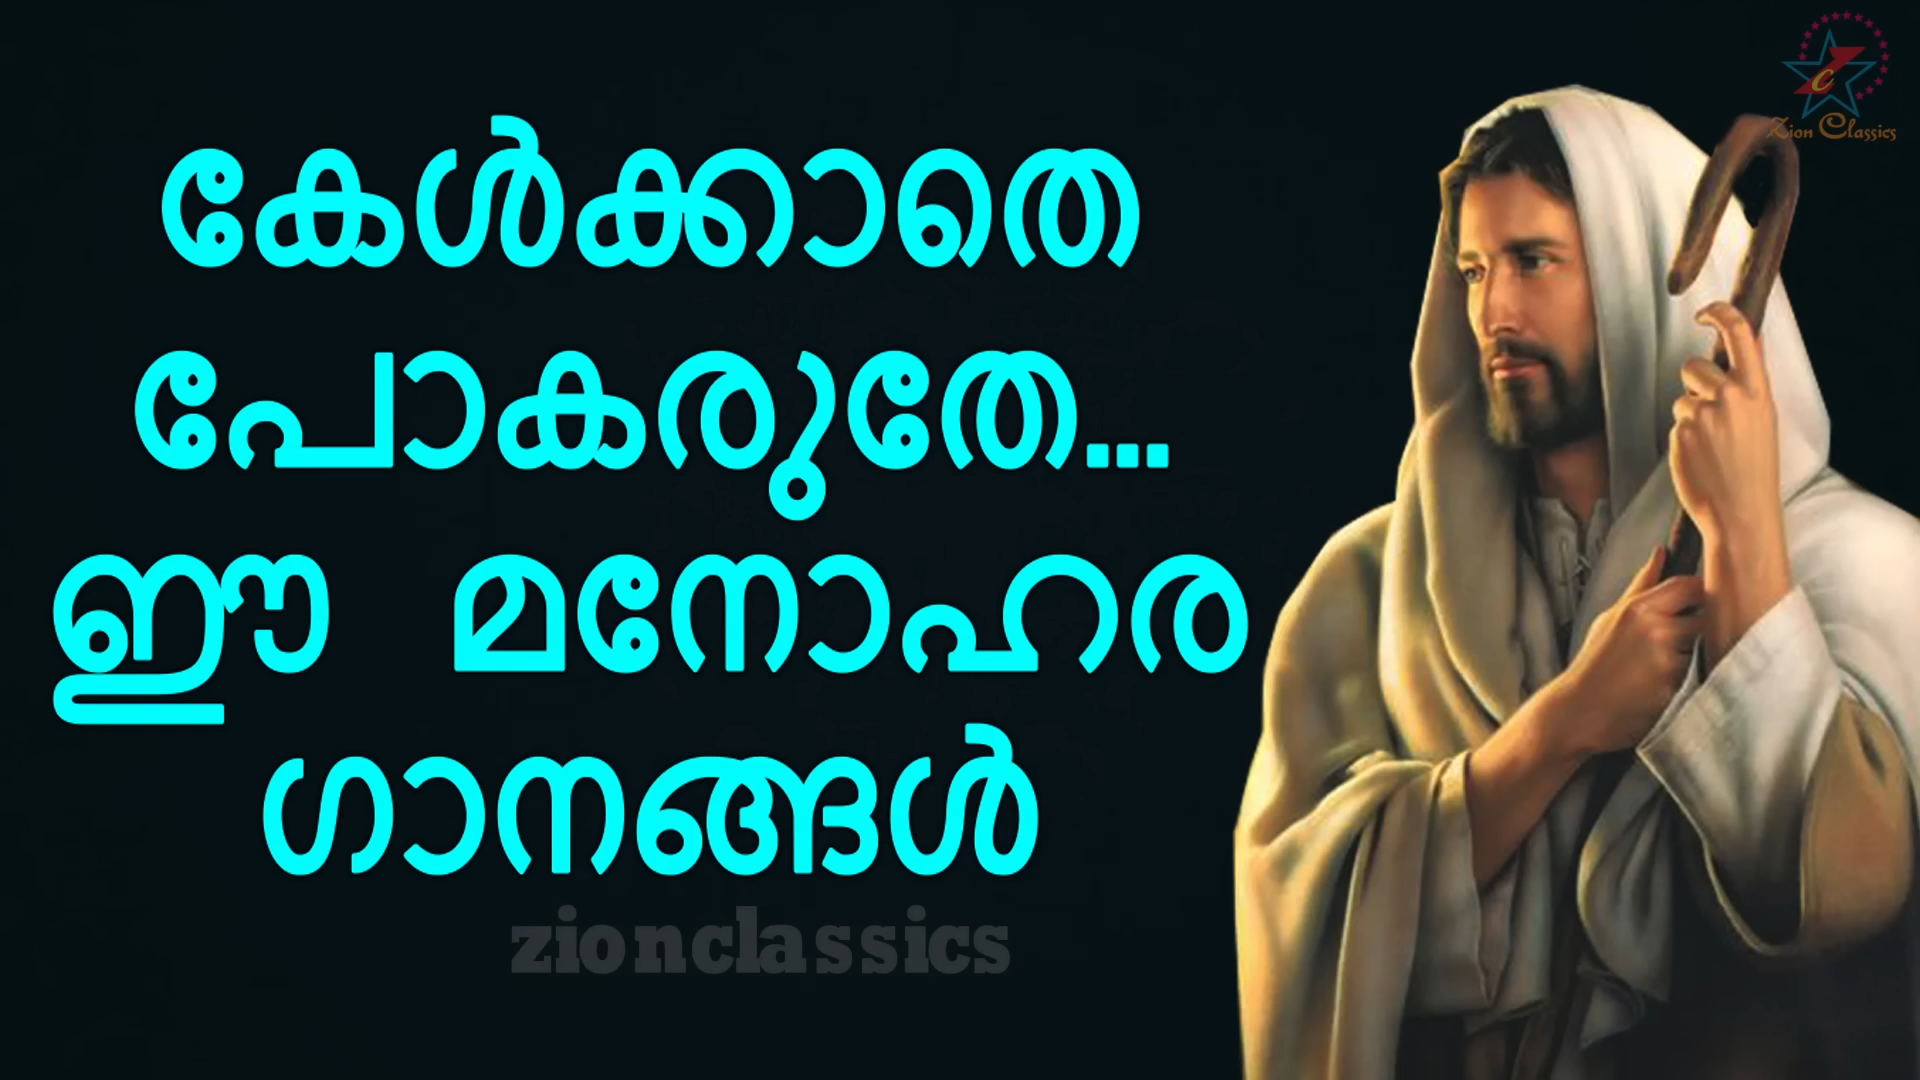 Zion Classics
കേൾക്കാതെ
പോകരുതേ...
ഈ മനോഹര
ഗാനങ്ങൾ
zionclassics